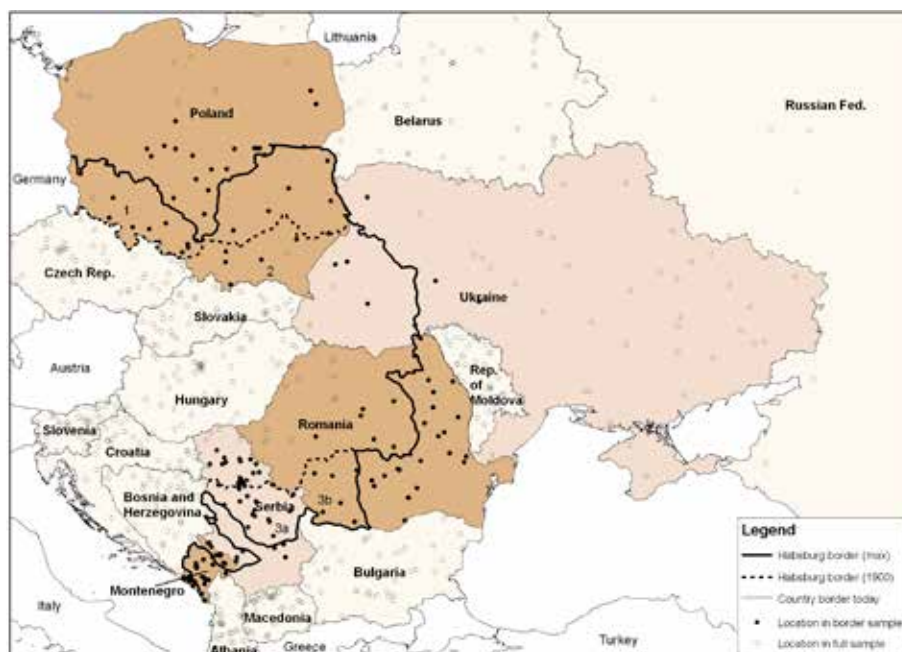 Lithuania
Russian Fed.
Poland
Belarus
Germany
1
2
Czech Rep.
Ukraine
Slovakia
Austria
Rep.
of
Moldova
Hungary
Romania
Slovenia
Croatia
Bosnia and
Herzegovina
Serbia
3b
3a
Montenegro
Bulgaria
Italy
Macedonia
Albania
Greece
Turkey
Legend
Habsburg border (max)
Habsburg border (1900)
Country border today
Location in border sample
Location in full sample